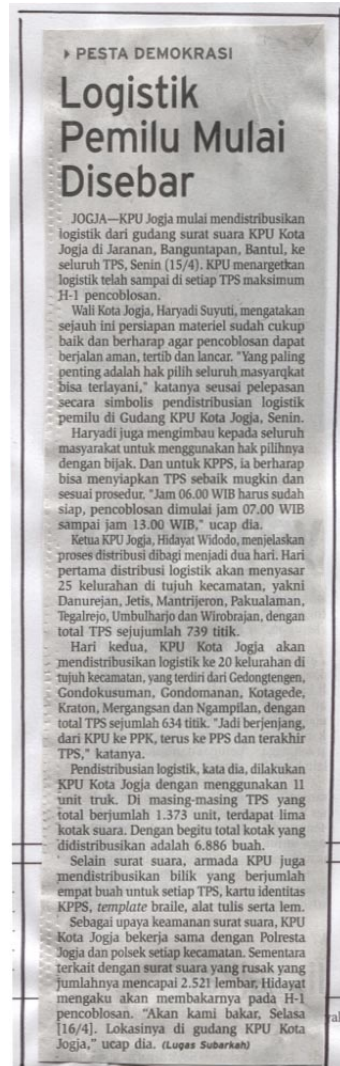 ▸ PESTA DEMOKRASI
Logistik
Pemilu Mulai
Disebar
JOGJA—KPU Jogja mulai mendistribusikan
logistik dari gudang surat suara KPU Kota
Jogja di Jaranan, Banguntapan, Bantul, ke
seluruh TPS, Senin (15/4). KPU menargetkan
logistik telah sampai di setiap TPS maksimum
H-1 pencoblosan.
Wali Kota Jogja, Haryadi Suyuti, mengatakan
sejauh ini persiapan materiel sudah cukup
baik dan berharap agar pencoblosan dapat
berjalan aman, tertib dan lancar. "Yang paling
penting adalah hak pilih seluruh masyarqkat
bisa terlayani," katanya seusai pelepasan
secara simbolis pendistribusian logistik
pemilu di Gudang KPU Kota Jogja, Senin.
Haryadi juga mengimbau kepada seluruh
masyarakat untuk menggunakan hak pilihnya
dengan bijak. Dan untuk KPPS, ia berharap
bisa menyiapkan TPS sebaik mugkin dan
sesuai prosedur. "Jam 06.00 WIB harus sudah
siap, pencoblosan dimulai jam 07.00 WIB
sampai jam 13.00 WIB," ucap dia.
Ketua KPU Jogja, Hidayat Widodo, menjelaskan
proses distribusi dibagi menjadi dua hari. Hari
pertama distribusi logistik akan menyasar
25 kelurahan di tujuh kecamatan, yakni
Danurejan, Jetis, Mantrijeron, Pakualaman,
Tegalrejo, Umbulharjo dan Wirobrajan, dengan
total TPS sejujumlah 739 titik.
Hari kedua, KPU Kota Jogja akan
mendistribusikan logistik ke 20 kelurahan di
tujuh kecamatan, yang terdiri dari Gedongtengen,
Gondokusuman, Gondomanan, Kotagede,
Kraton, Mergangsan dan Ngampilan, dengan
total TPS sejumlah 634 titik. "Jadi berjenjang,
dari KPU ke PPK, terus ke PPS dan terakhir
TPS," katanya.
Pendistribusian logistik, kata dia, dilakukan
KPU Kota Jogja dengan menggunakan 11
unit truk. Di masing-masing TPS yang
total berjumlah 1.373 unit, terdapat lima
kotak suara. Dengan begitu total kotak yang
didistribusikan adalah 6.886 buah.
Selain surat suara, armada KPU juga
mendistribusikan bilik yang berjumlah
empat buah untuk setiap TPS, kartu identitas
KPPS, template braile, alat tulis serta lem.
Sebagai upaya keamanan surat suara, KPU
Kota Jogja bekerja sama dengan Polresta
Jogja dan polsek setiap kecamatan. Sementara
terkait dengan surat suara yang rusak yang
jumlahnya mencapai 2.521 lembar, Hidayat
mengaku akan membakarnya pada H-1
pencoblosan. "Akan kami bakar, Selasa
[16/4]. Lokasinya di gudang KPU Kota
Jogja," ucap dia. (Lugas Subarkah)